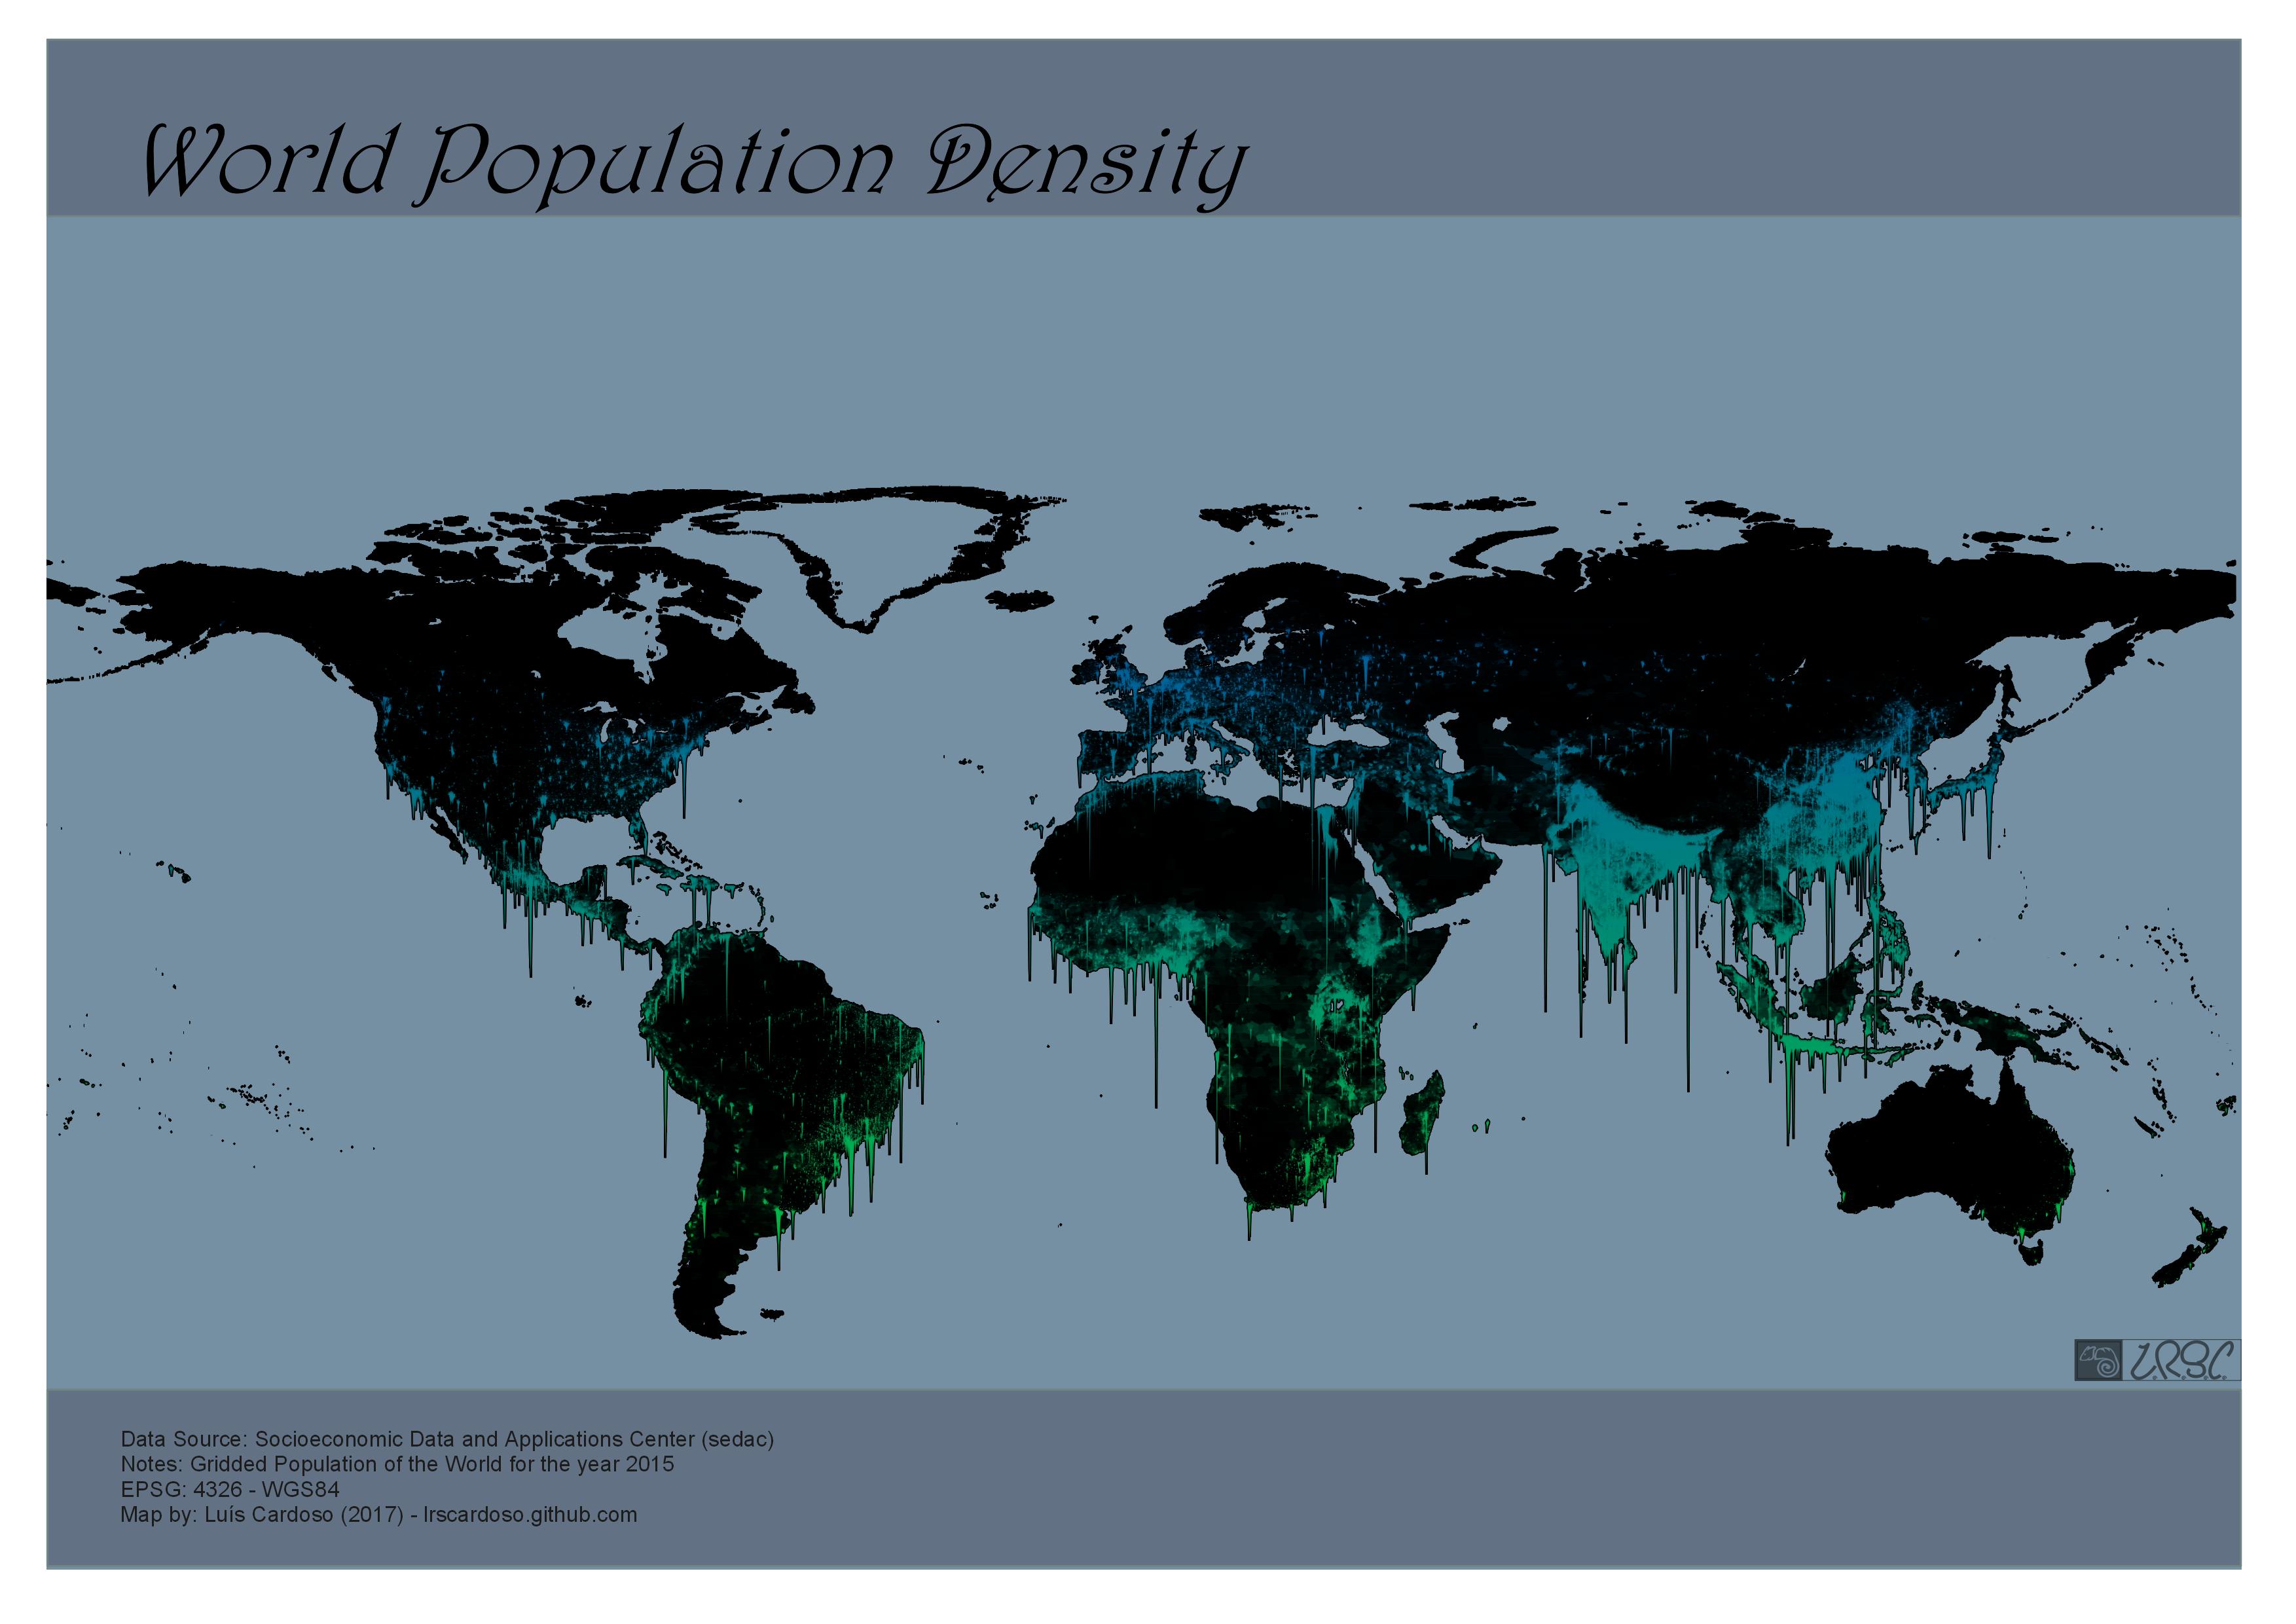 World Population Density
L.R.S.C.
Data Source: Socioeconomic Data and Applications Center (sedac)
Notes: Gridded Population of the World for the year 2015
EPSG: 4326 - WGS84
Map by: Luís Cardoso (2017) - lrscardoso.github.com